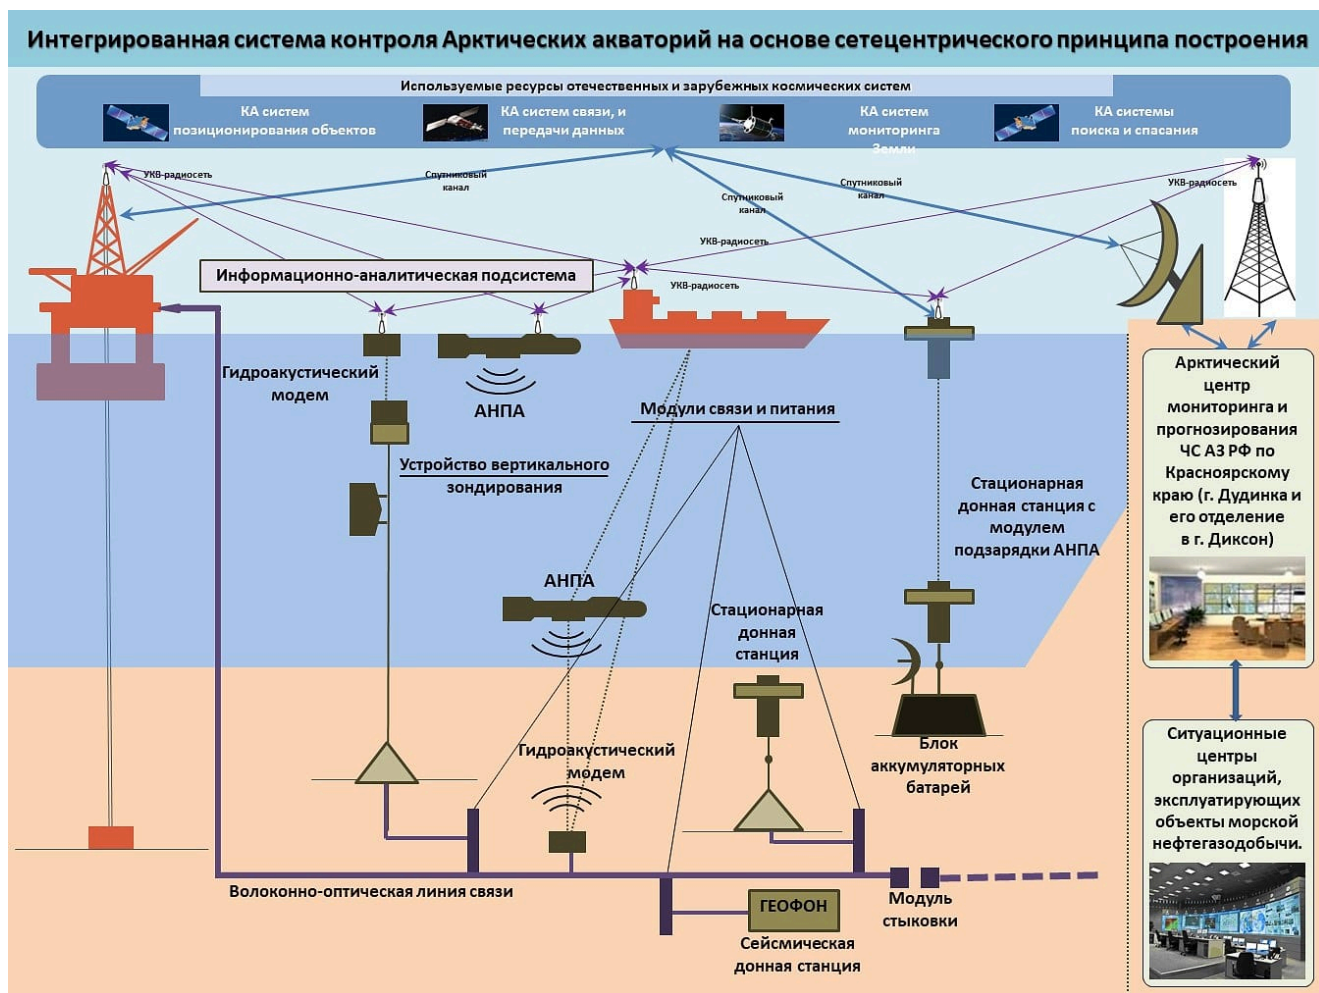 Интегрированная система контроля Арктических акваторий на основе сетецентрического принципа построения
Используемые ресурсы отечественных и зарубежных космических систем
КА систем
позиционирования объектов
КА систем связи, и
передачи данных
КА систем
мониторинга
Земли
КА системы
поиска и спасания
УКВ-радиосеть
Спутниковый
канал
Спутниковый
канал
Спутниковый
канал
УКВ-радиосеть
УКВ-радиосеть
УКВ-радиосеть
Информационно-аналитическая подсистема
Гидроакустический
модем
АНПА
Модули связи и питания
Устройство вертикального
зондирования
Стационарная
донная станция с
модулем
подзарядки АНПА
АНПА
Стационарная
донная
станция
Гидроакустический
модем
Блок
аккумуляторных
батарей
Волоконно-оптическая линия связи
ГЕОФОН
Сейсмическая
донная станция
Модуль
стыковки
Арктический
центр
мониторинга и
прогнозирования
ЧС АЗ РФ по
Красноярскому
краю (г. Дудинка и
его отделение
в г. Диксон)
Ситуационные
центры
организаций,
эксплуатирующих
объекты морской
нефтегазодобычи.